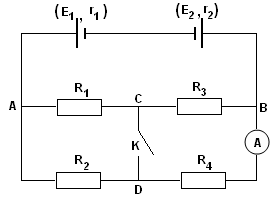 (E1, r1) (E2, r2)
R1 C R3
A B
K A
R2 D R4